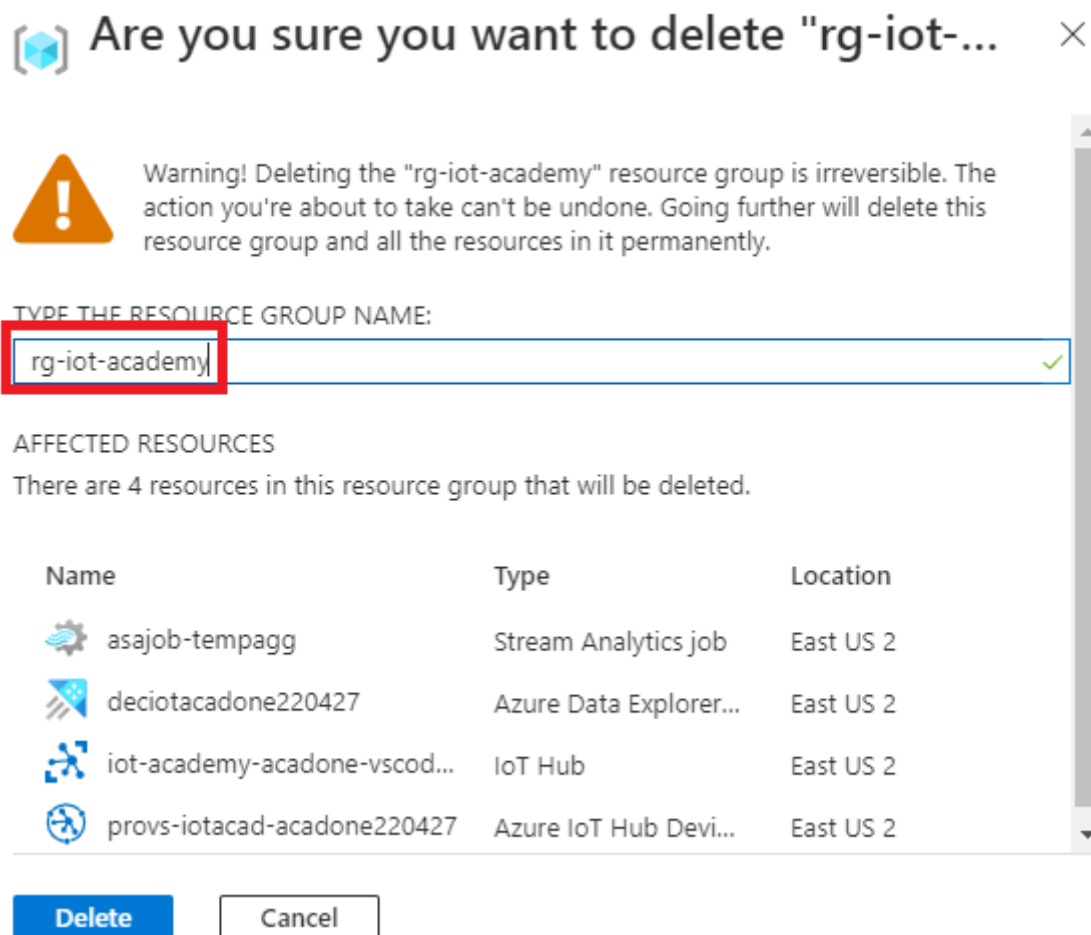 Are you sure you want to delete "rg-iot-...
Warning! Deleting the "rg-iot-academy" resource group is irreversible. The
action you're about to take can't be undone. Going further will delete this
resource group and all the resources in it permanently.
TYPE THE RESOURCE GROUP NAME:
rg-iot-academy
AFFECTED RESOURCES
There are 4 resources in this resource group that will be deleted.
Name Type Location
asajob-tempagg Stream Analytics job East US 2
deciotacadone220427 Azure Data Explorer... East US 2
iot-academy-acadone-vscod... IoT Hub East US 2
provs-iotacad-acadone220427 Azure IoT Hub Devi... East US 2
Delete Cancel